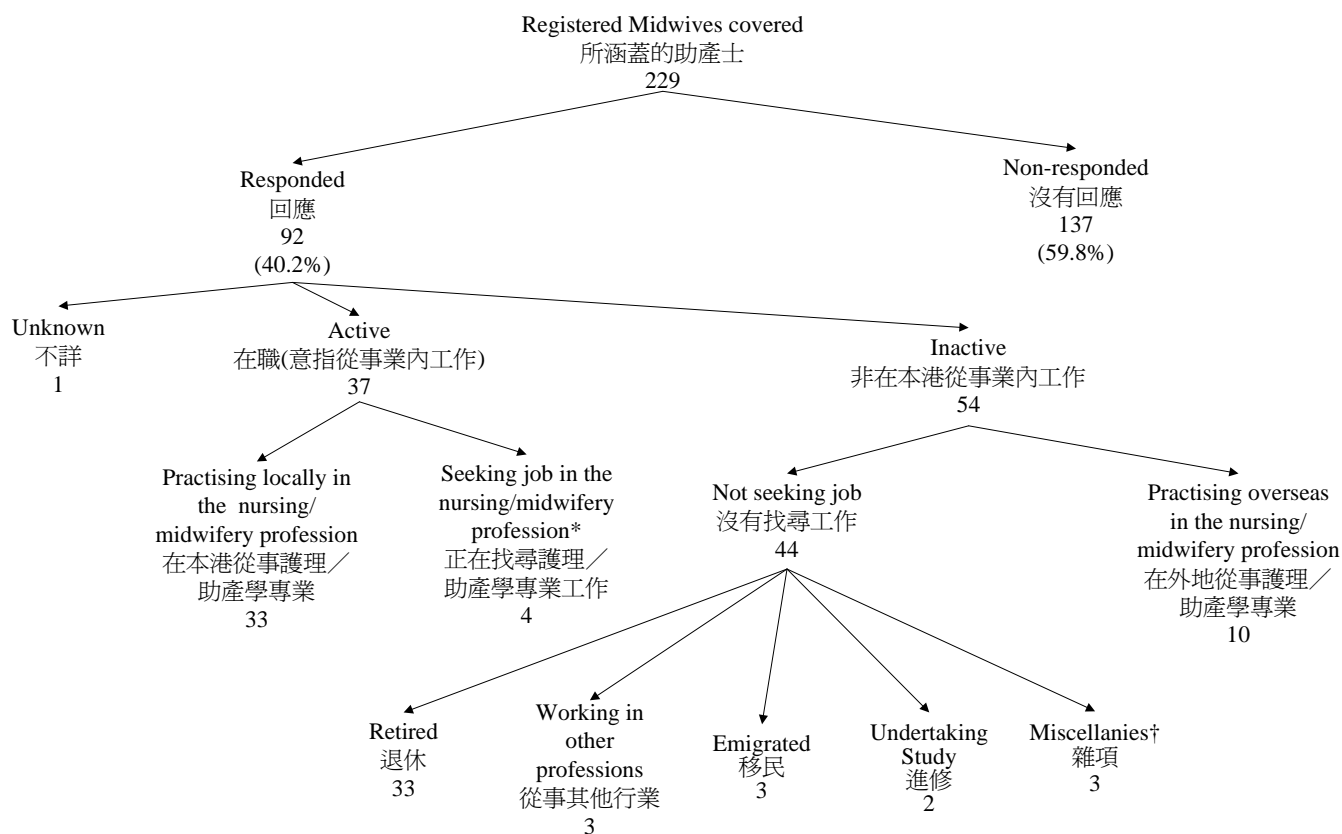 Registered Midwives covered
所涵蓋的助產士
229
Responded
回應
92
(40.2%)
Non-responded
沒有回應
137
(59.8%)
Unknown
不詳
1
Active
在職(意指從事業內工作)
37
Inactive
非在本港從事業內工作
54
Practising locally in
the nursing/
midwifery profession
在本港從事護理／
助產學專業
33
Seeking job in the
nursing/midwifery
profession*
正在找尋護理／
助產學專業工作
4
Not seeking job
沒有找尋工作
44
Practising overseas
in the nursing/
midwifery profession
在外地從事護理／
助產學專業
10
Retired
退休
33
Working in
other
professions
從事其他行業
3
Emigrated
移民
3
Undertaking
Study
進修
2
Miscellanies†
雜項
3